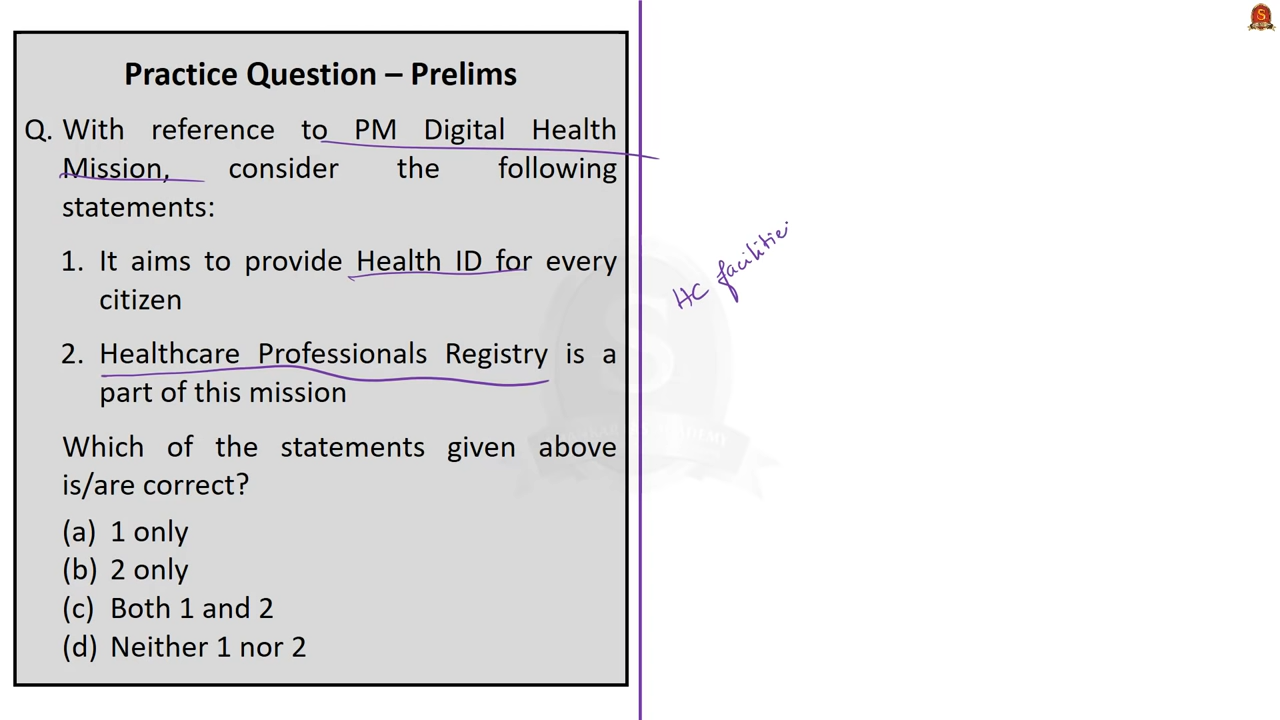 Practice Question – Prelims
Q. With reference to PM Digital Health
Mission, consider the following
statements:
1. It aims to provide Health ID for every
citizen
2. Healthcare Professionals Registry is a
part of this mission
Which of the statements given above
is/are correct?
(a) 1 only
(b) 2 only
(c) Both 1 and 2
(d) Neither 1 nor 2
HC facilitie